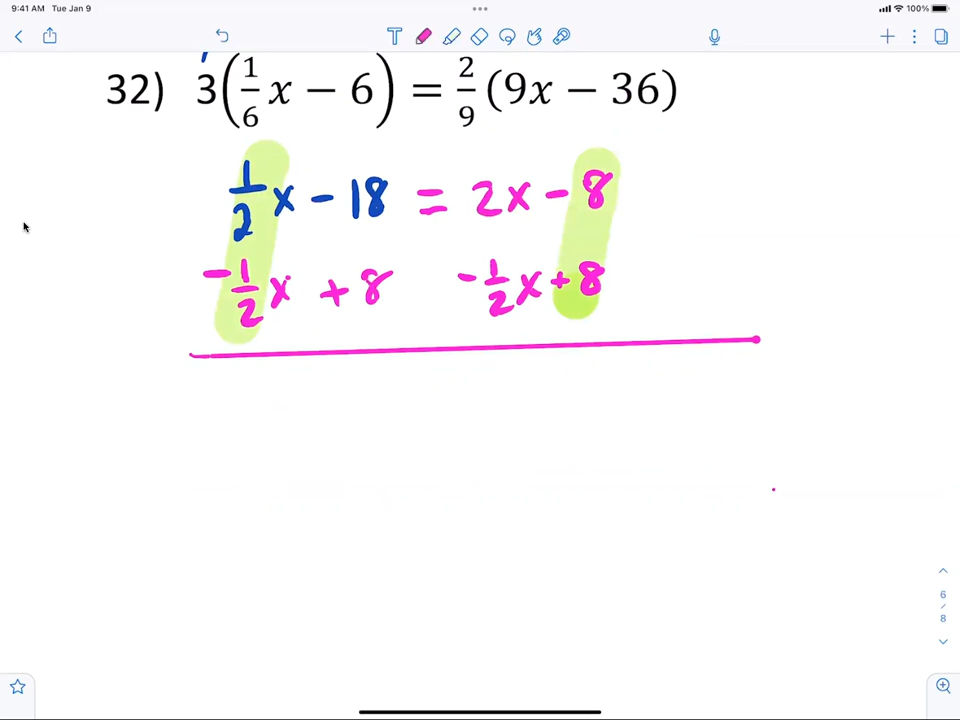 9:41 AM Tue Jan 9
100%
T
32) 3(1/6 x − 6) = 2/9 (9x − 36)
1/2 x - 18 = 2x - 8
-1/2 x + 8 -1/2 x + 8
6
/
8